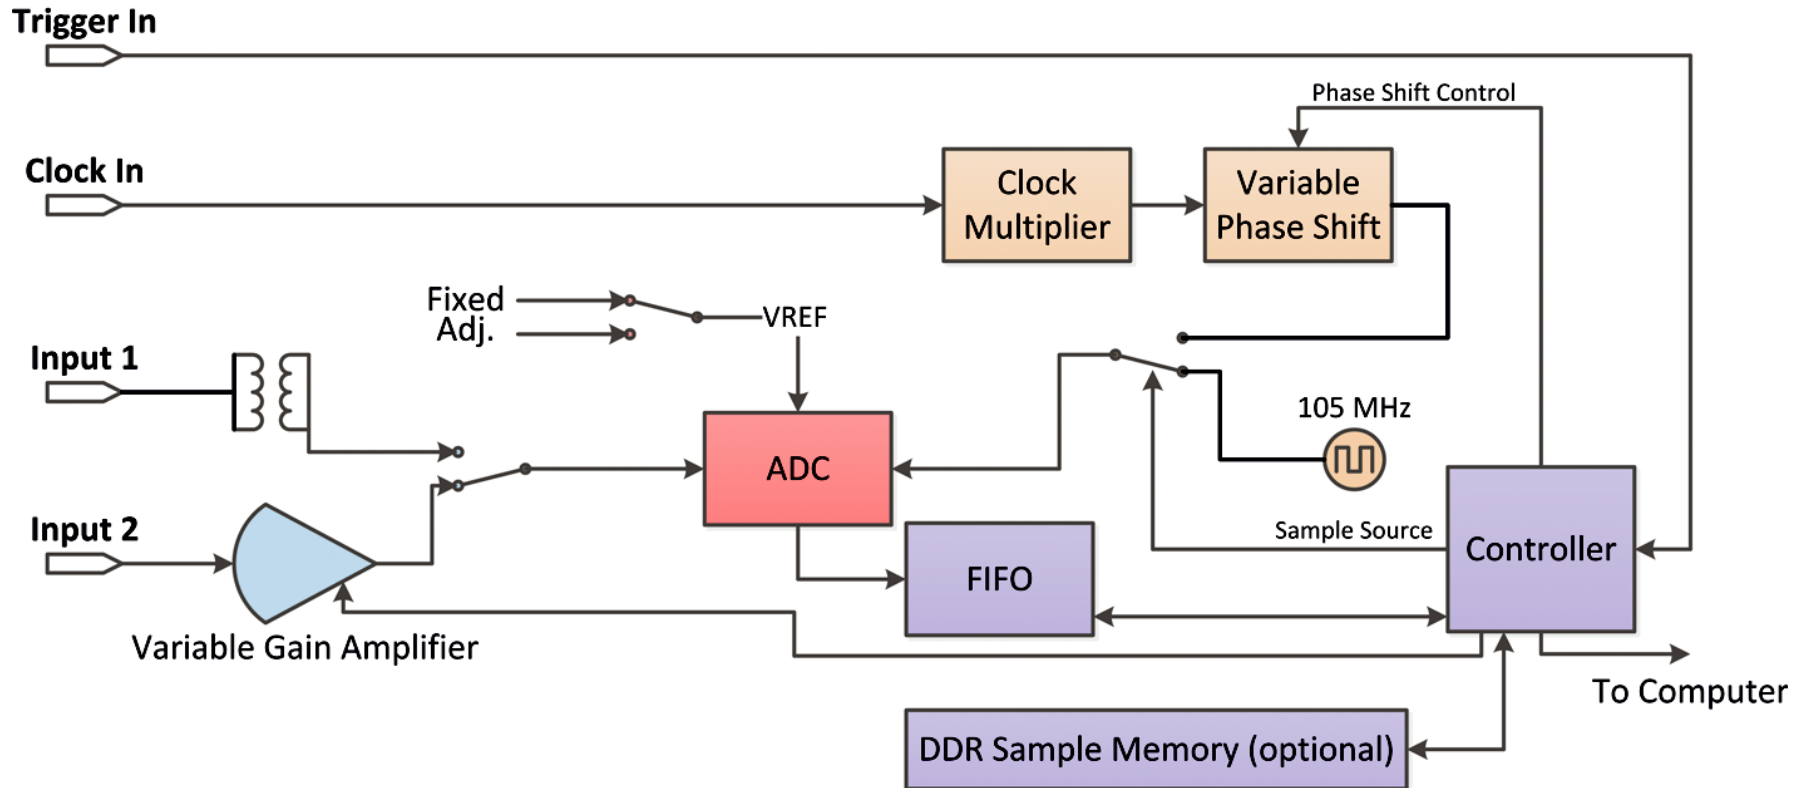 Trigger In
Phase Shift Control
Clock In
Clock
Multiplier
Variable
Phase Shift
Fixed
Adj.
VREF
Input 1
105 MHz
ADC
Input 2
Sample Source
Controller
FIFO
Variable Gain Amplifier
To Computer
DDR Sample Memory (optional)